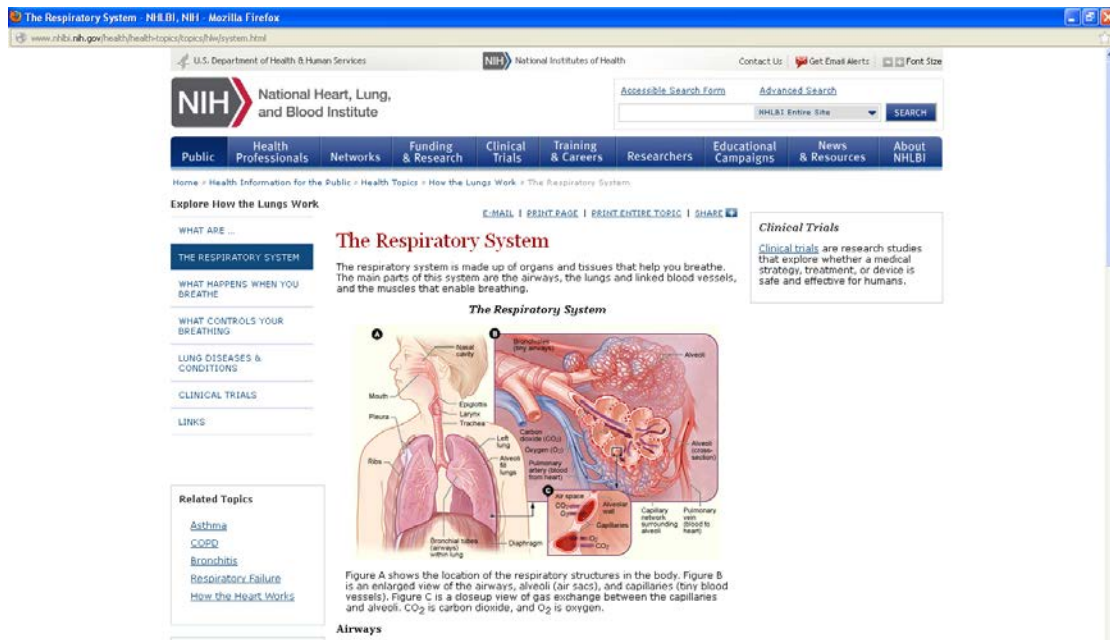 The Respiratory System - NHLBI, NIH - Mozilla Firefox
www.nhlbi.nih.gov/health/health-topics/topics/hlw/system.html
U.S. Department of Health & Human Services
NIH National Institutes of Health
Contact Us Get Email Alerts Font Size
NIH National Heart, Lung,
and Blood Institute
Accessible Search Form Advanced Search
NHLBI Entire Site SEARCH
Public Health Professionals Networks Funding & Research Clinical Trials Training & Careers Researchers Educational Campaigns News & Resources About NHLBI
Home » Health Information for the Public » Health Topics » How the Lungs Work » The Respiratory System
Explore How the Lungs Work
WHAT ARE ...
THE RESPIRATORY SYSTEM
WHAT HAPPENS WHEN YOU
BREATHE
WHAT CONTROLS YOUR
BREATHING
LUNG DISEASES &
CONDITIONS
CLINICAL TRIALS
LINKS
Related Topics
Asthma
COPD
Bronchitis
Respiratory Failure
How the Heart Works
E-MAIL | PRINT PAGE | PRINT ENTIRE TOPIC | SHARE
The Respiratory System
The respiratory system is made up of organs and tissues that help you breathe.
The main parts of this system are the airways, the lungs and linked blood vessels,
and the muscles that enable breathing.
The Respiratory System
A
Nasal
cavity
Mouth
Epiglottis
Larynx
Trachea
Pleura
Ribs
Left
lung
Alveoli
fill
lungs
Bronchial tubes
(airways)
within lung
Diaphragm
B
Bronchioles
(tiny airways)
Alveoli
Carbon
dioxide (CO₂)
Oxygen (O₂)
Pulmonary
artery (blood
from heart)
Alveoli
(cross-
section)
Capillary
network
surrounding
alveoli
Pulmonary
vein
(blood to
heart)
C
Air space
CO₂
O₂
Alveolar
wall
Capillaries
O₂
CO₂
Figure A shows the location of the respiratory structures in the body. Figure B
is an enlarged view of the airways, alveoli (air sacs), and capillaries (tiny blood
vessels). Figure C is a closeup view of gas exchange between the capillaries
and alveoli. CO₂ is carbon dioxide, and O₂ is oxygen.
Airways
Clinical Trials
Clinical trials are research studies
that explore whether a medical
strategy, treatment, or device is
safe and effective for humans.